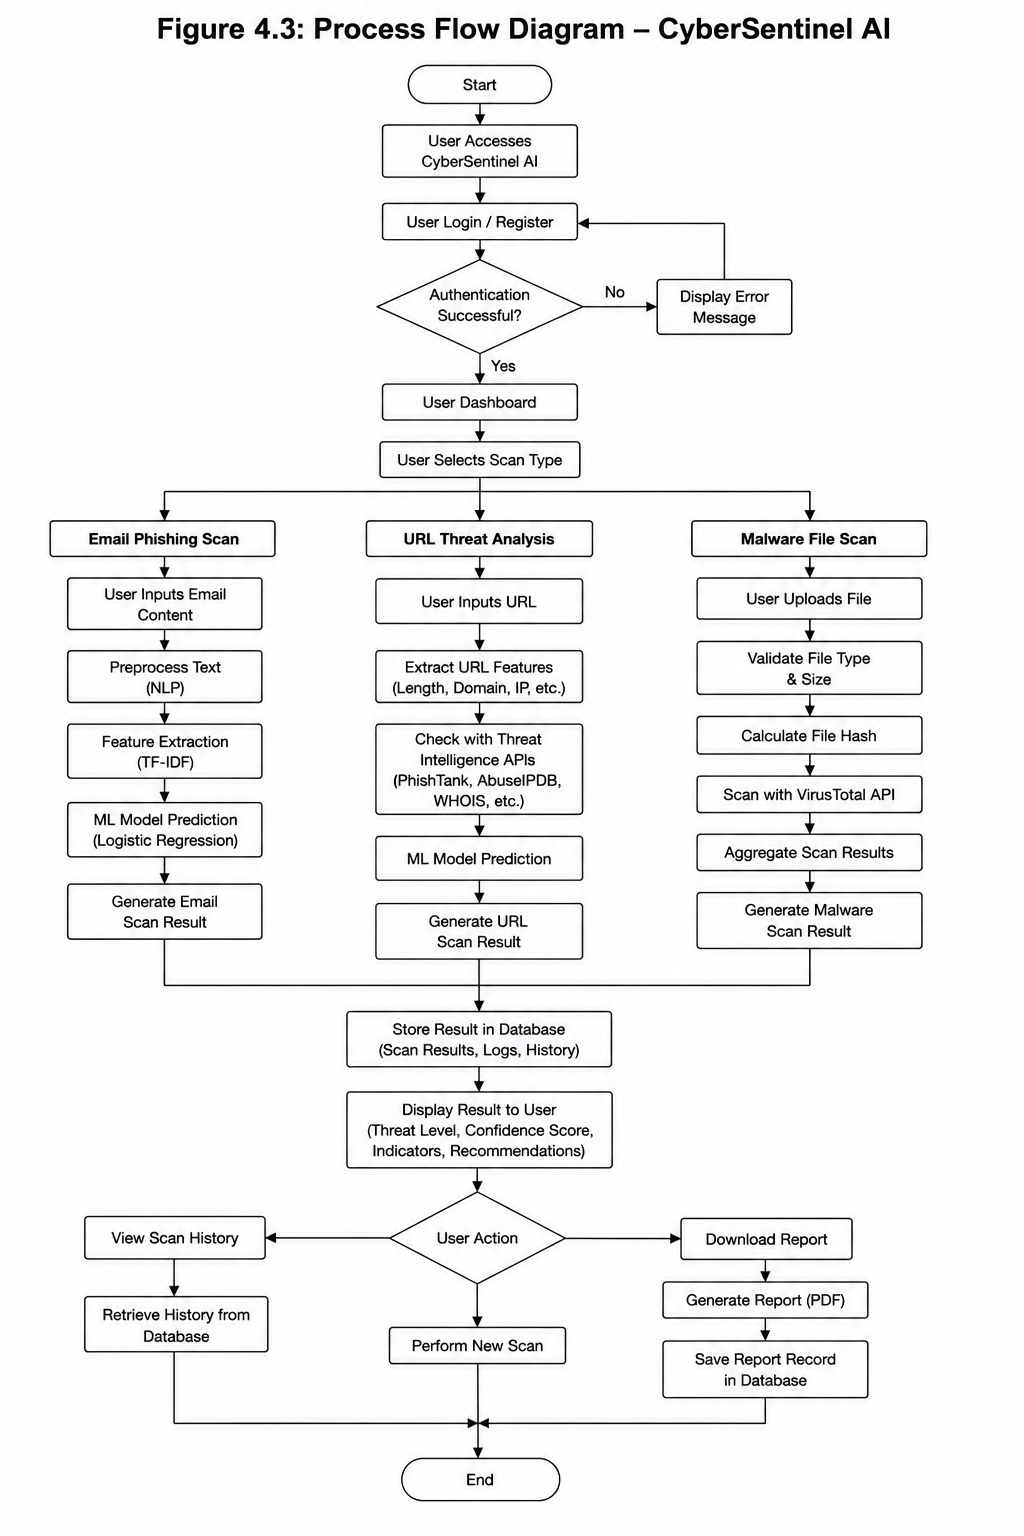 Figure 4.3: Process Flow Diagram – CyberSentinel AI
Start
User Accesses
CyberSentinel AI
User Login / Register
Authentication
Successful?
No
Display Error
Message
Yes
User Dashboard
User Selects Scan Type
Email Phishing Scan
User Inputs Email
Content
Preprocess Text
(NLP)
Feature Extraction
(TF-IDF)
ML Model Prediction
(Logistic Regression)
Generate Email
Scan Result
URL Threat Analysis
User Inputs URL
Extract URL Features
(Length, Domain, IP, etc.)
Check with Threat
Intelligence APIs
(PhishTank, AbuseIPDB,
WHOIS, etc.)
ML Model Prediction
Generate URL
Scan Result
Malware File Scan
User Uploads File
Validate File Type
& Size
Calculate File Hash
Scan with VirusTotal API
Aggregate Scan Results
Generate Malware
Scan Result
Store Result in Database
(Scan Results, Logs, History)
Display Result to User
(Threat Level, Confidence Score,
Indicators, Recommendations)
User Action
View Scan History
Retrieve History from
Database
Perform New Scan
Download Report
Generate Report (PDF)
Save Report Record
in Database
End